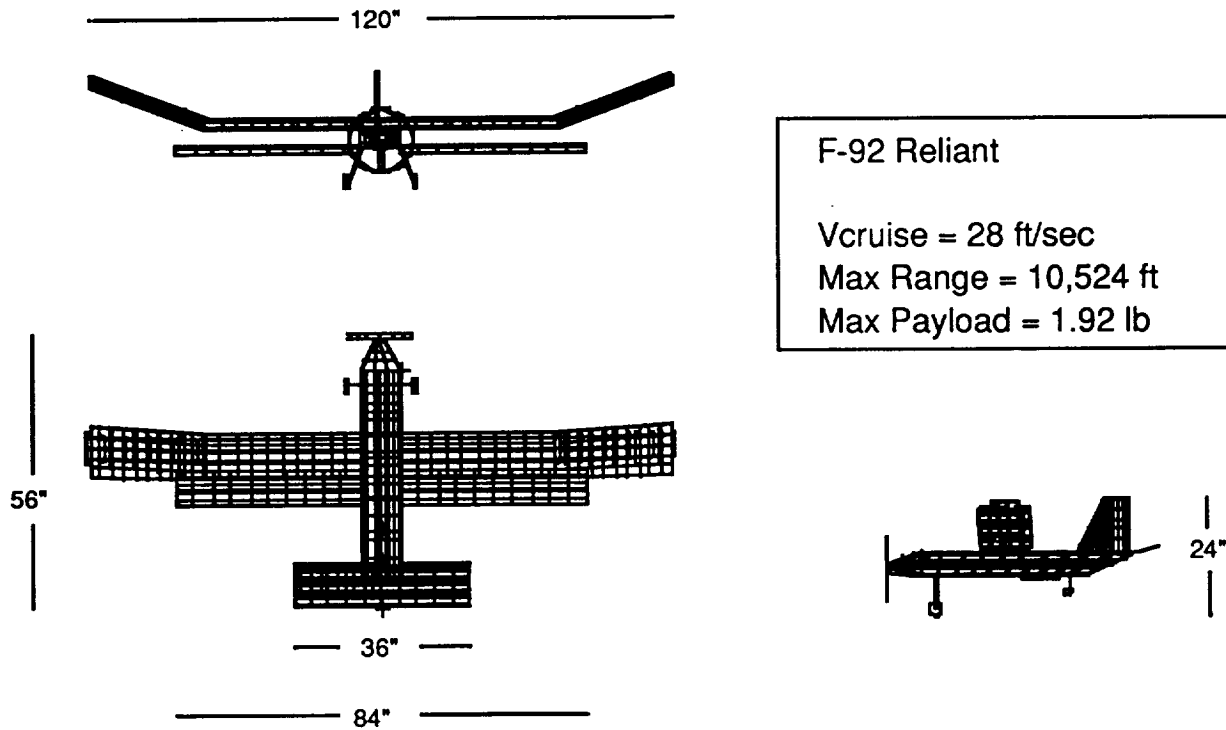 120"
F-92 Reliant
Vcruise = 28 ft/sec
Max Range = 10,524 ft
Max Payload = 1.92 lb
56"
24"
36"
84"